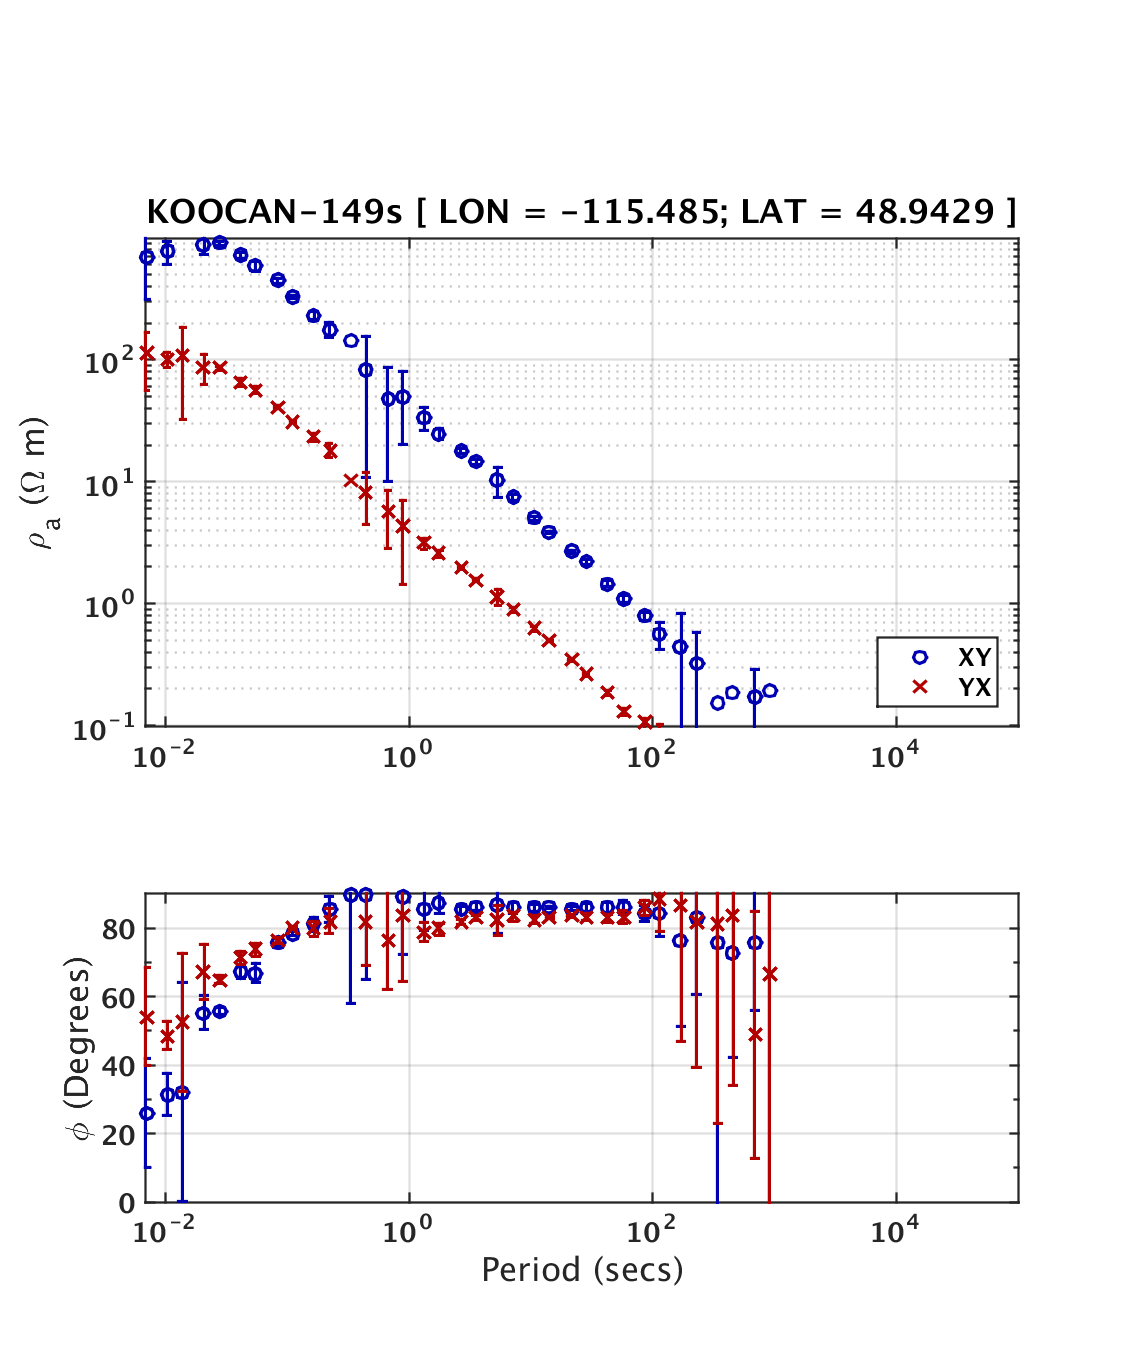 KOOCAN-149s [ LON = -115.485; LAT = 48.9429 ]
ρa (Ω m)
10^2
10^1
10^0
10^-1
XY
YX
10^-2 10^0 10^2 10^4
ϕ (Degrees)
80
60
40
20
0
10^-2 10^0 10^2 10^4
Period (secs)